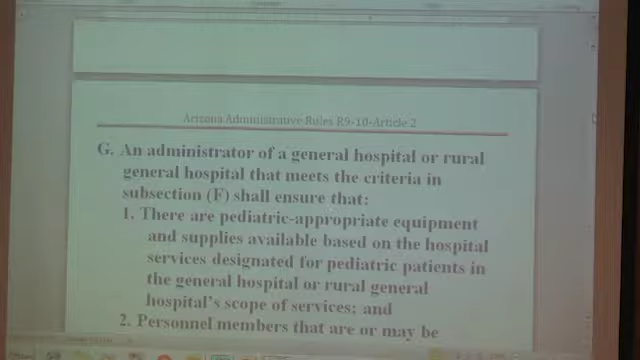 Arizona Administrative Rules R9-10-Article 2
G. An administrator of a general hospital or rural
general hospital that meets the criteria in
subsection (F) shall ensure that:
1. There are pediatric-appropriate equipment
and supplies available based on the hospital
services designated for pediatric patients in
the general hospital or rural general
hospital's scope of services; and
2. Personnel members that are or may be